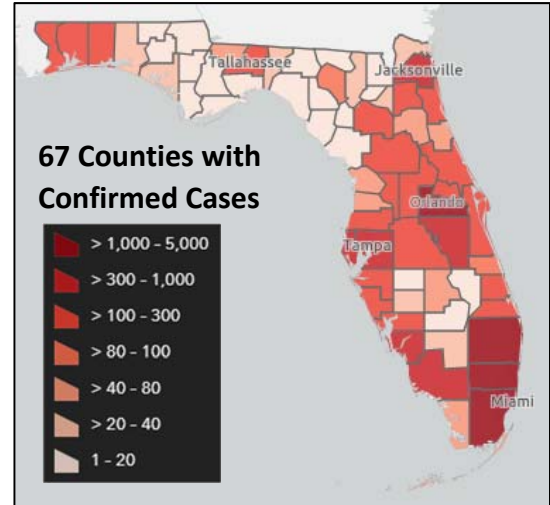 Tallahassee
Jacksonville
67 Counties with
Confirmed Cases
Orlando
> 1,000 – 5,000
Tampa
> 300 – 1,000
> 100 – 300
> 80 – 100
> 40 – 80
> 20 – 40
Miami
1 – 20